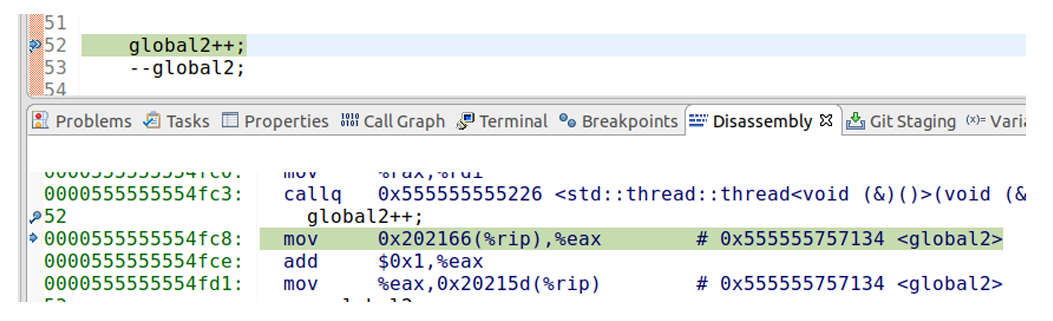 51
52 global2++;
53 --global2;
54
Problems Tasks Properties Call Graph Terminal Breakpoints Disassembly Git Staging (x)= Varia
0000555555554fc0: mov %rax,%rdi
0000555555554fc3: callq 0x555555555226 <std::thread::thread<void (&)()>(void (&
52 global2++;
0000555555554fc8: mov 0x202166(%rip),%eax # 0x555555757134 <global2>
0000555555554fce: add $0x1,%eax
0000555555554fd1: mov %eax,0x20215d(%rip) # 0x555555757134 <global2>